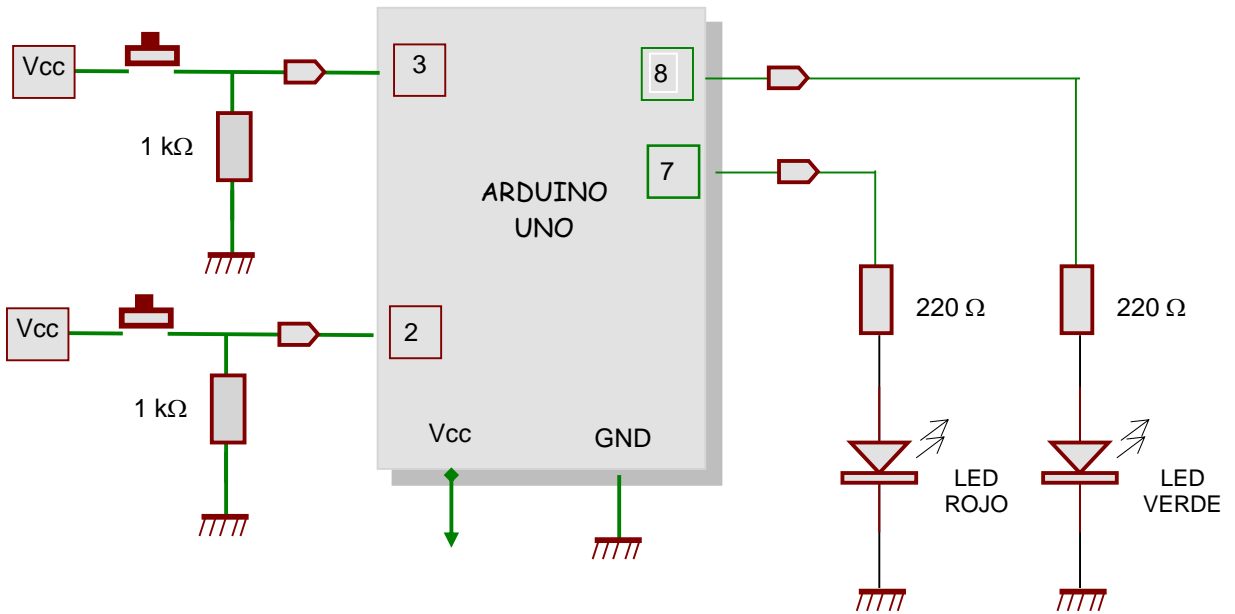 Vcc
3
8
1 kΩ
7
ARDUINO
UNO
Vcc
2
220 Ω
220 Ω
1 kΩ
Vcc
GND
LED
ROJO
LED
VERDE